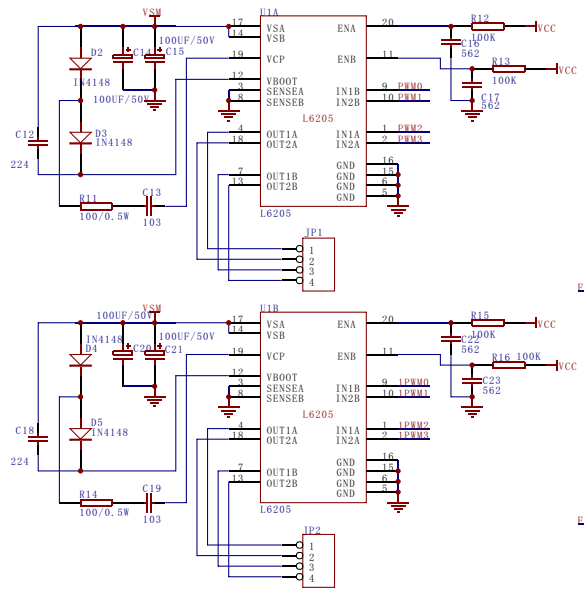 VSM
17 U1A
VSA ENA 20 R12 VCC
100UF/50V 14 VSB 100K
D2 C14 C15 C16
19 VCP ENB 11 562 R13 VCC
IN4148 12 VBOOT 100K
100UF/50V 3 SENSEA IN1B 9 PWM0 C17
8 SENSEB IN2B 10 PWM1 562
L6205
C12 D3 4 OUT1A IN1A 1 PWM2
IN4148 18 OUT2A IN2A 2 PWM3
224 GND 16
7 OUT1B GND 15
13 OUT2B GND 6
R11 C13 GND 5
100/0.5W 103 L6205
JP1
1
2
3
4
E
VSM U1B
100UF/50V 17 VSA ENA 20 R15 VCC
IN4148 100UF/50V 14 VSB C22 100K
D4 C20 C21 19 VCP ENB 11 562 R16 100K VCC
12 VBOOT C23
3 SENSEA IN1B 9 1PWM0 562
8 SENSEB IN2B 10 1PWM1
L6205
C18 D5 4 OUT1A IN1A 1 1PWM2
IN4148 18 OUT2A IN2A 2 1PWM3
224 GND 16
7 OUT1B GND 15
13 OUT2B GND 6
R14 C19 GND 5
100/0.5W 103 L6205
E
JP2
1
2
3
4